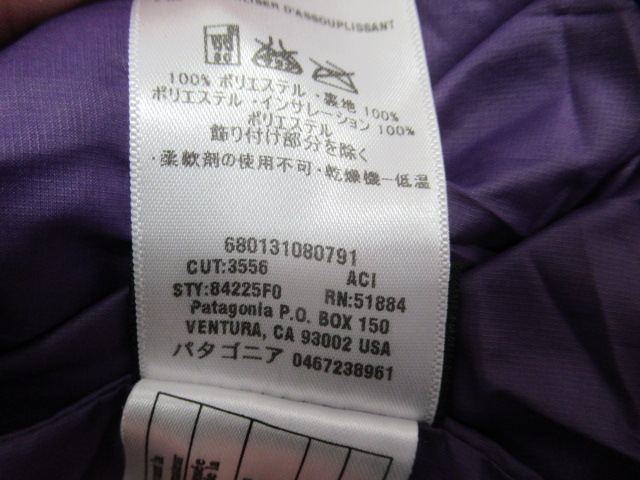 D'ASSOUPLISSANT
100% ポリエステル・裏地 100%
ポリエステル・インサレーション 100%
ポリエステル
飾り付け部分を除く
・柔軟剤の使用不可・乾燥機ー低温
680131080791
CUT:3556 ACI
STY:84225F0 RN:51884
Patagonia P.O. BOX 150
VENTURA, CA 93002 USA
パタゴニア 0467238961